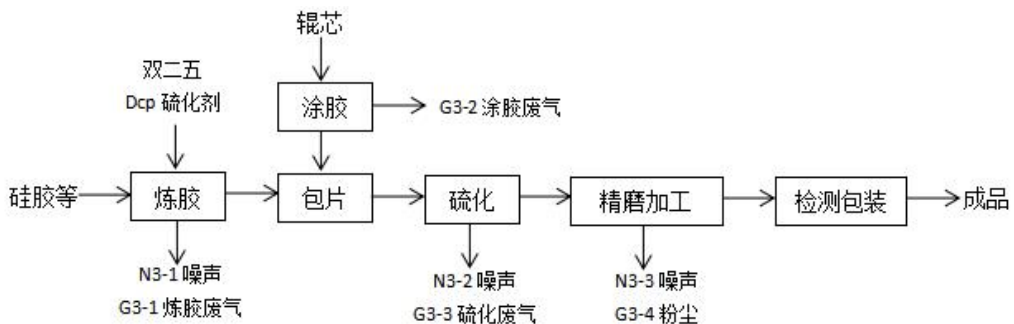 辊芯
双二五
Dcp 硫化剂
涂胶
G3-2 涂胶废气
硅胶等
炼胶
包片
硫化
精磨加工
检测包装
成品
N3-1 噪声
G3-1 炼胶废气
N3-2 噪声
G3-3 硫化废气
N3-3 噪声
G3-4 粉尘